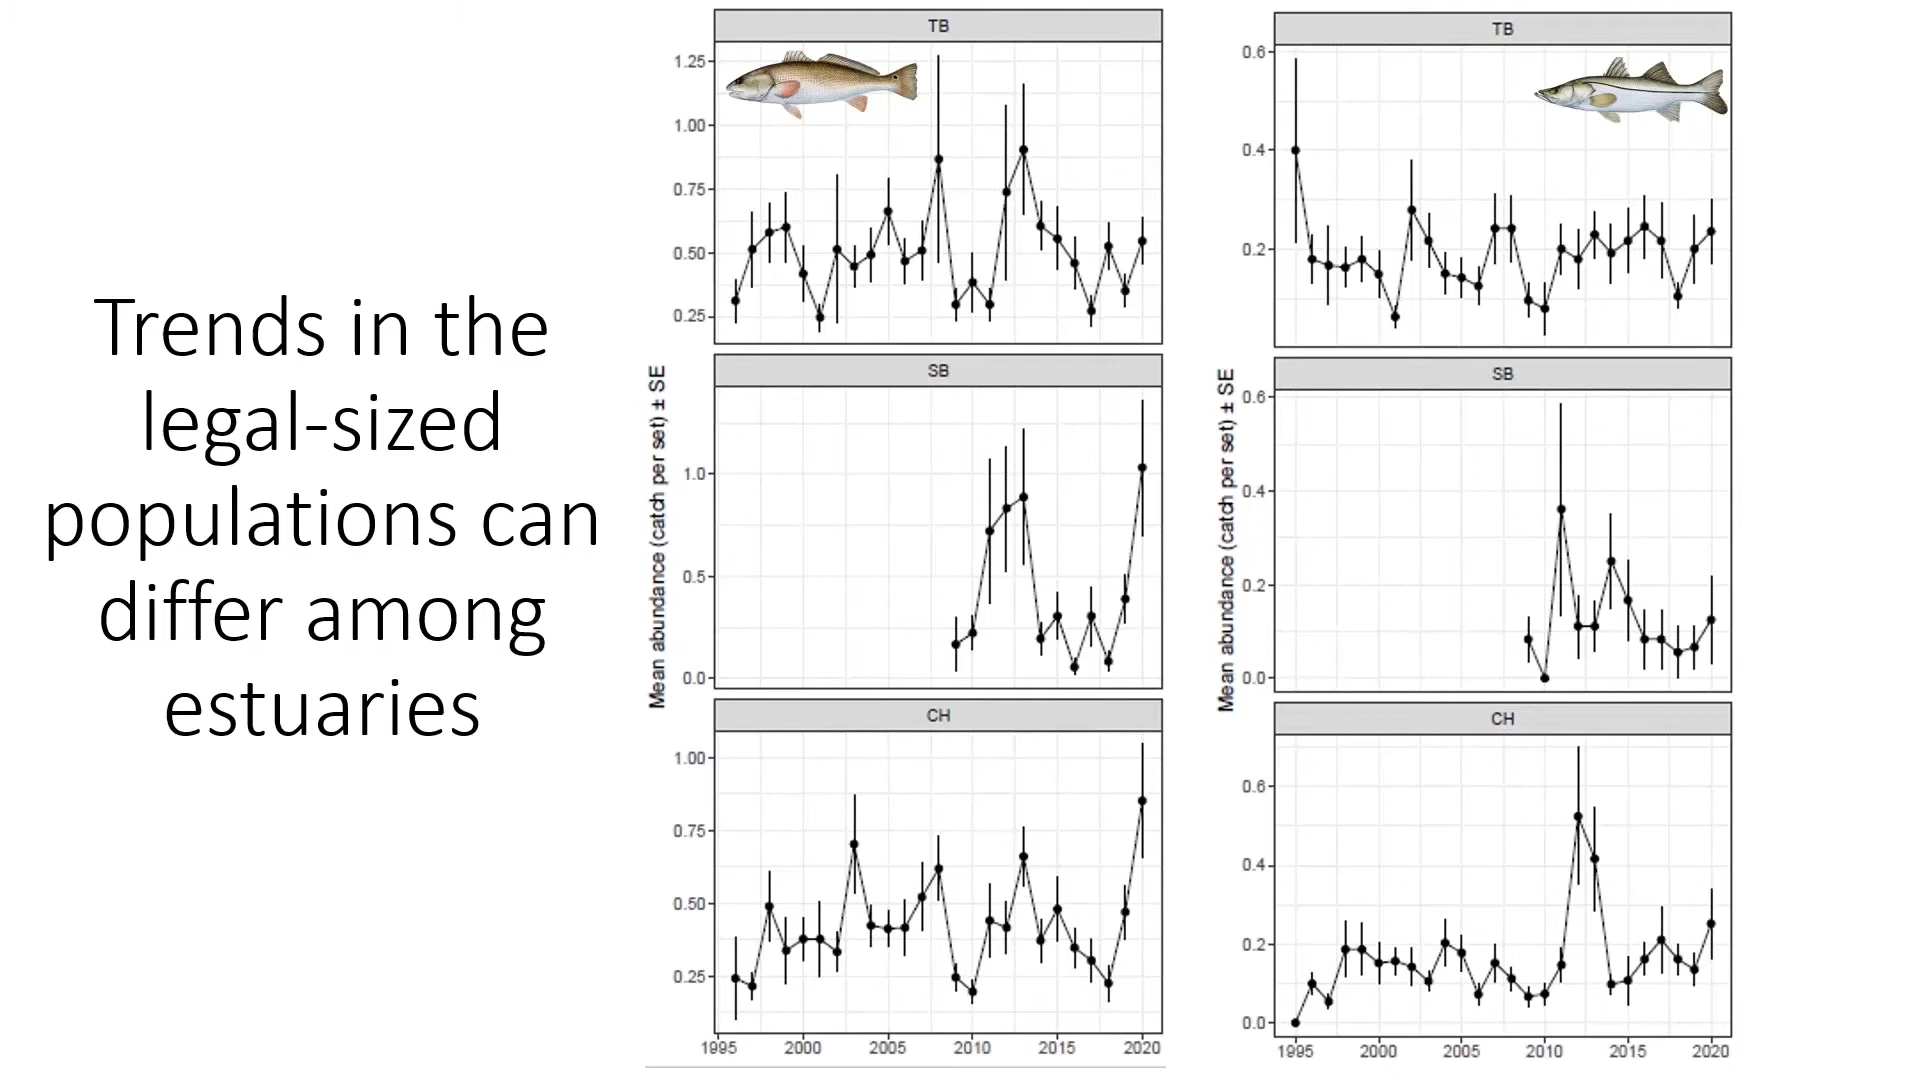 Trends in the
legal-sized
populations can
differ among
estuaries
Mean abundance (catch per set) ± SE
TB
1.25
1.00
0.75
0.50
0.25
SB
1.0
0.5
0.0
CH
1.00
0.75
0.50
0.25
1995 2000 2005 2010 2015 2020
Mean abundance (catch per set) ± SE
TB
0.6
0.4
0.2
SB
0.6
0.4
0.2
0.0
CH
0.6
0.4
0.2
0.0
1995 2000 2005 2010 2015 2020